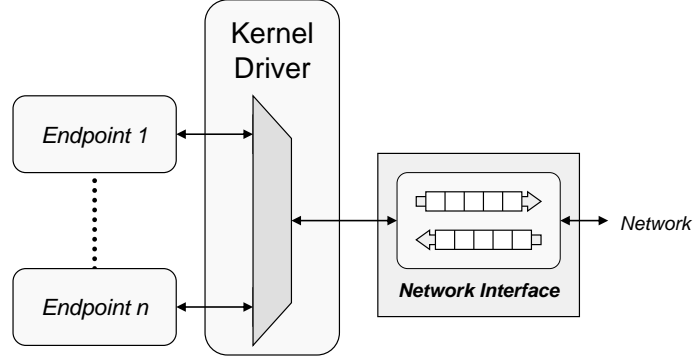 Kernel
Driver
Endpoint 1
Endpoint n
Network Interface
Network